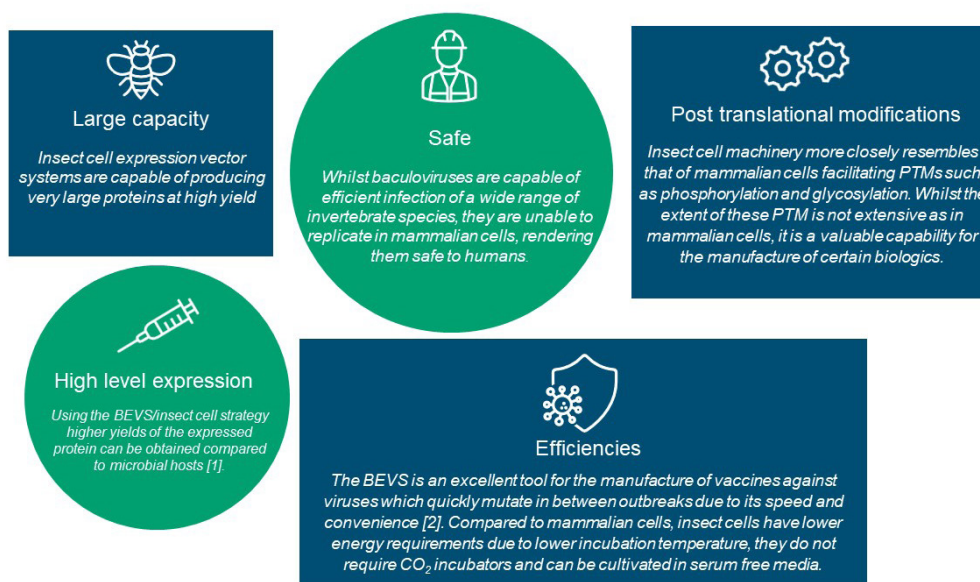 Large capacity
Insect cell expression vector
systems are capable of producing
very large proteins at high yield
Safe
Whilst baculoviruses are capable of
efficient infection of a wide range of
invertebrate species, they are unable to
replicate in mammalian cells, rendering
them safe to humans.
Post translational modifications
Insect cell machinery more closely resembles
that of mammalian cells facilitating PTMs such
as phosphorylation and glycosylation. Whilst the
extent of these PTM is not extensive as in
mammalian cells, it is a valuable capability for
the manufacture of certain biologics.
High level expression
Using the BEVS/insect cell strategy
higher yields of the expressed
protein can be obtained compared
to microbial hosts [1].
Efficiencies
The BEVS is an excellent tool for the manufacture of vaccines against
viruses which quickly mutate in between outbreaks due to its speed and
convenience [2]. Compared to mammalian cells, insect cells have lower
energy requirements due to lower incubation temperature, they do not
require CO₂ incubators and can be cultivated in serum free media.